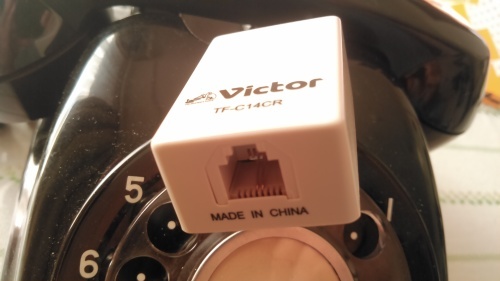 Victor
TF-C14CR
MADE IN CHINA
5
6
1